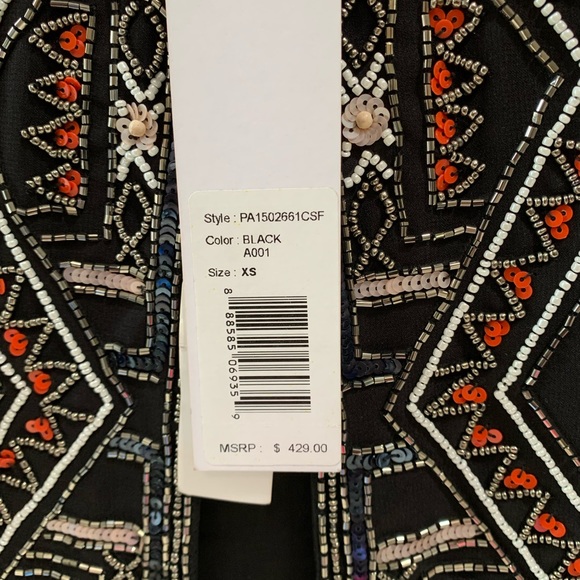 Style : PA1502661CSF
Color : BLACK
A001
Size : XS
8 88585 06935 9
MSRP : $ 429.00